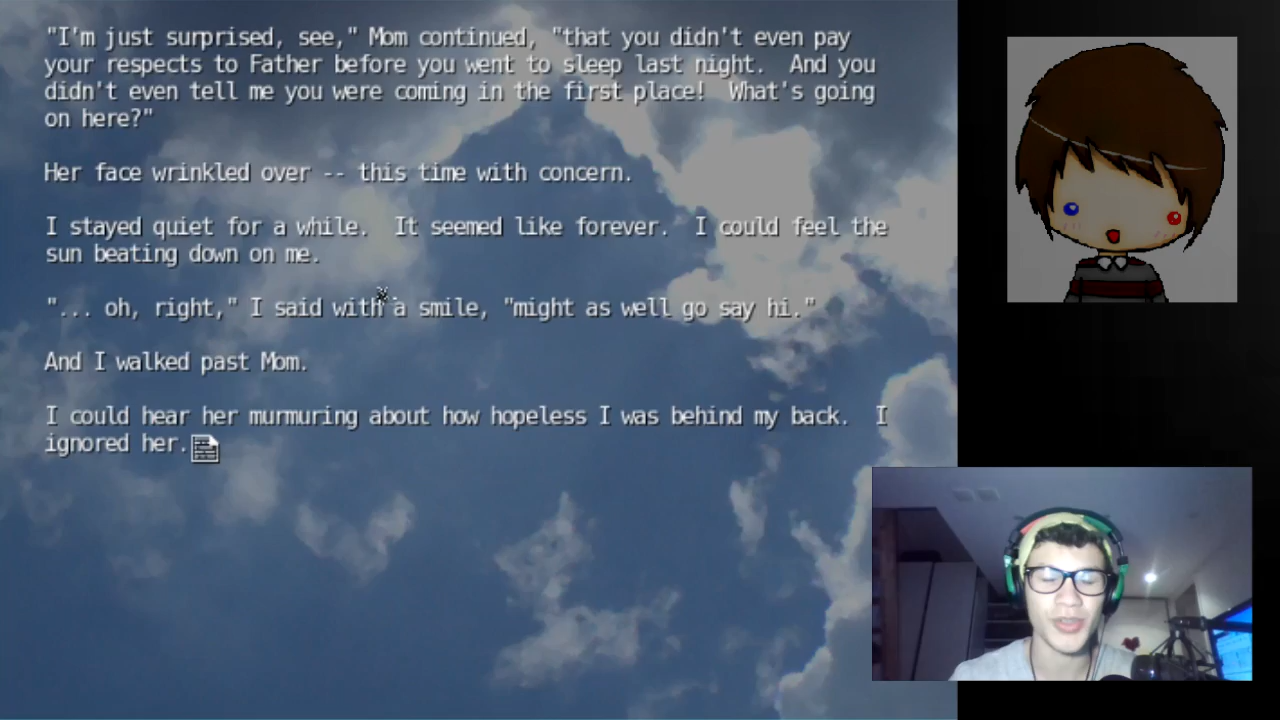 "I'm just surprised, see," Mom continued, "that you didn't even pay
your respects to Father before you went to sleep last night.  And you
didn't even tell me you were coming in the first place!  What's going
on here?"
Her face wrinkled over -- this time with concern.
I stayed quiet for a while.  It seemed like forever.  I could feel the
sun beating down on me.
"... oh, right," I said with a smile, "might as well go say hi."
And I walked past Mom.
I could hear her murmuring about how hopeless I was behind my back.  I
ignored her.